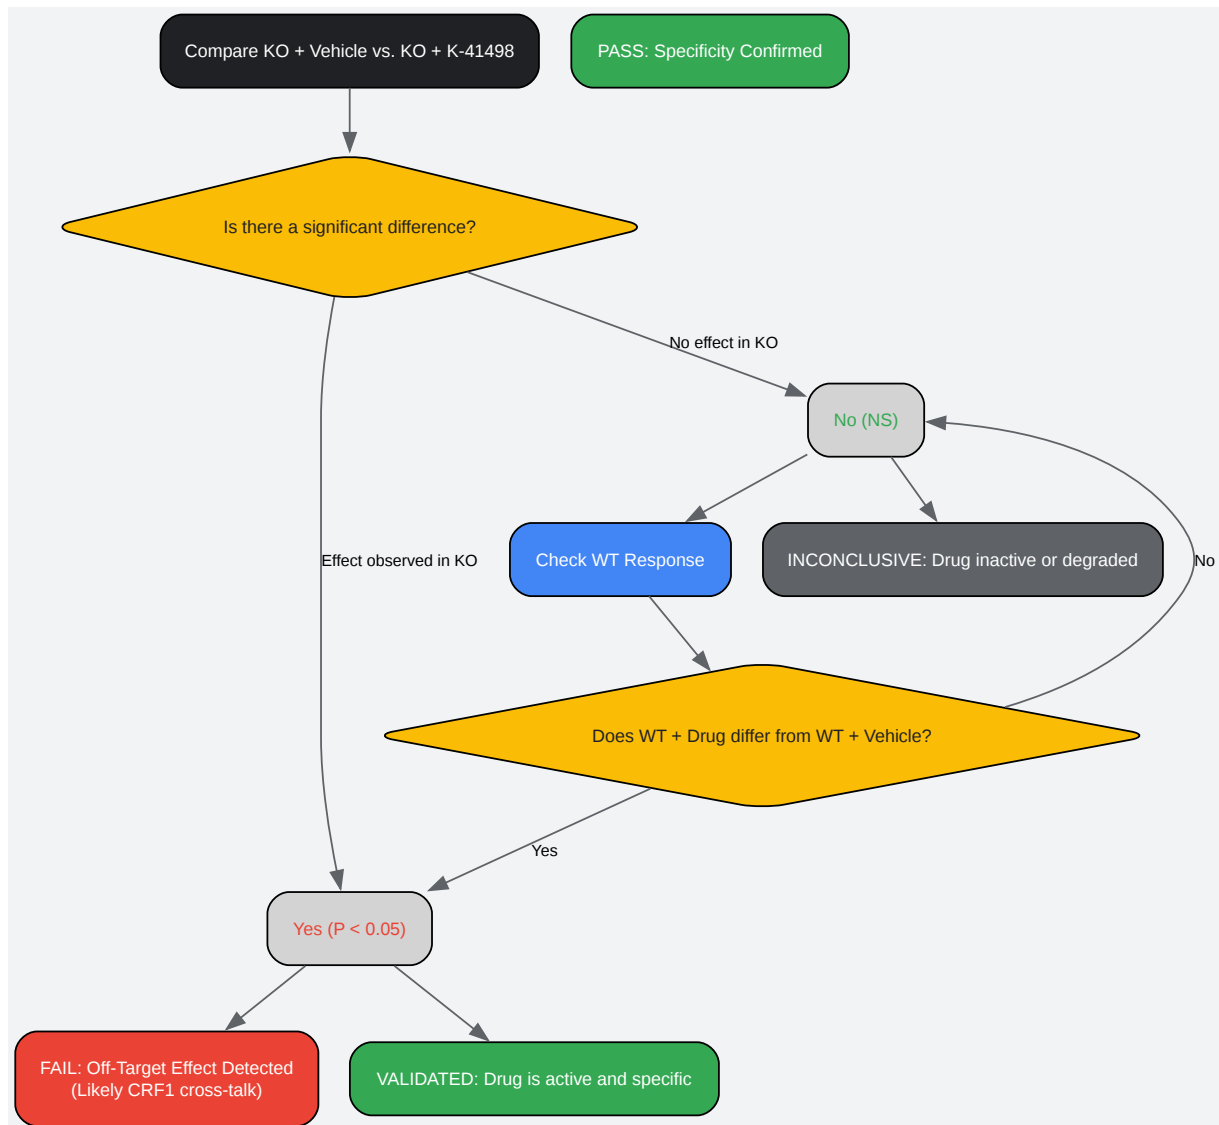 Compare KO + Vehicle vs. KO + K-41498
PASS: Specificity Confirmed
Is there a significant difference?
No effect in KO
No (NS)
Effect observed in KO
Check WT Response
INCONCLUSIVE: Drug inactive or degraded
No
Does WT + Drug differ from WT + Vehicle?
Yes
Yes (P < 0.05)
FAIL: Off-Target Effect Detected
(Likely CRF1 cross-talk)
VALIDATED: Drug is active and specific